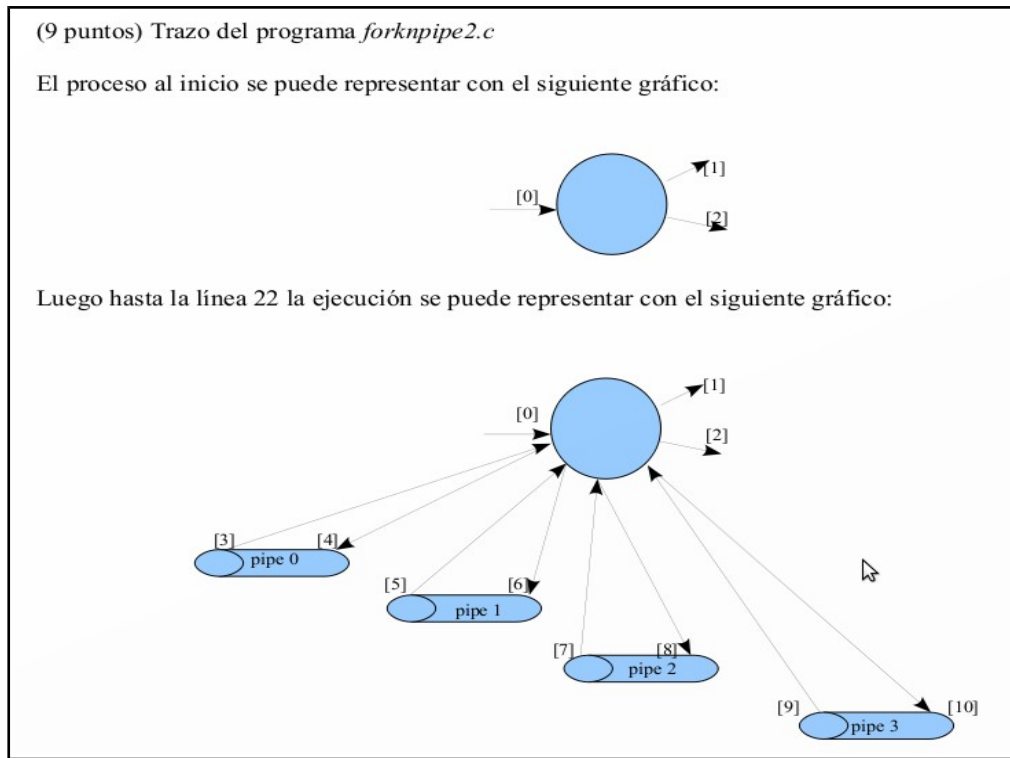 (9 puntos) Trazo del programa forknpipe2.c
El proceso al inicio se puede representar con el siguiente gráfico:
[0]
[1]
[2]
Luego hasta la línea 22 la ejecución se puede representar con el siguiente gráfico:
[0]
[1]
[2]
[3]
[4]
pipe 0
[5]
[6]
pipe 1
[7]
[8]
pipe 2
[9]
[10]
pipe 3